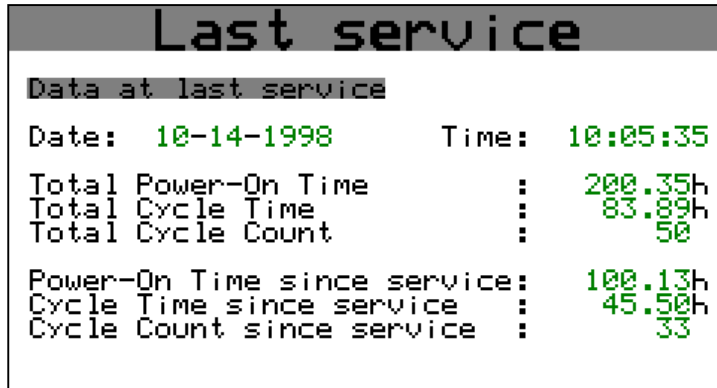 Last service
Data at last service
Date: 10-14-1998 Time: 10:05:35
Total Power-On Time : 200.35h
Total Cycle Time : 83.89h
Total Cycle Count : 50
Power-On Time since service: 100.13h
Cycle Time since service : 45.50h
Cycle Count since service : 33